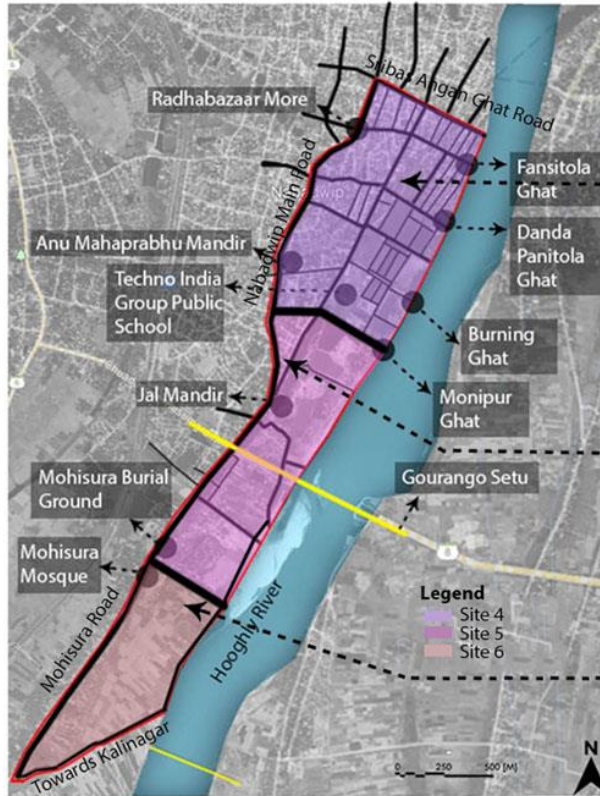 Sribas Angan Ghat Road
Radhabazaar More
Fansitola
Ghat
Nabadwip Main Road
Danda
Panitola
Ghat
Anu Mahaprabhu Mandir
Techno India
Group Public
School
Burning
Ghat
Monipur
Ghat
Jal Mandir
Gourango Setu
Mohisura Burial
Ground
Mohisura
Mosque
Mohisura Road
Hooghly River
Legend
Site 4
Site 5
Site 6
Towards Kalinagar
N
0 250 500 [M]